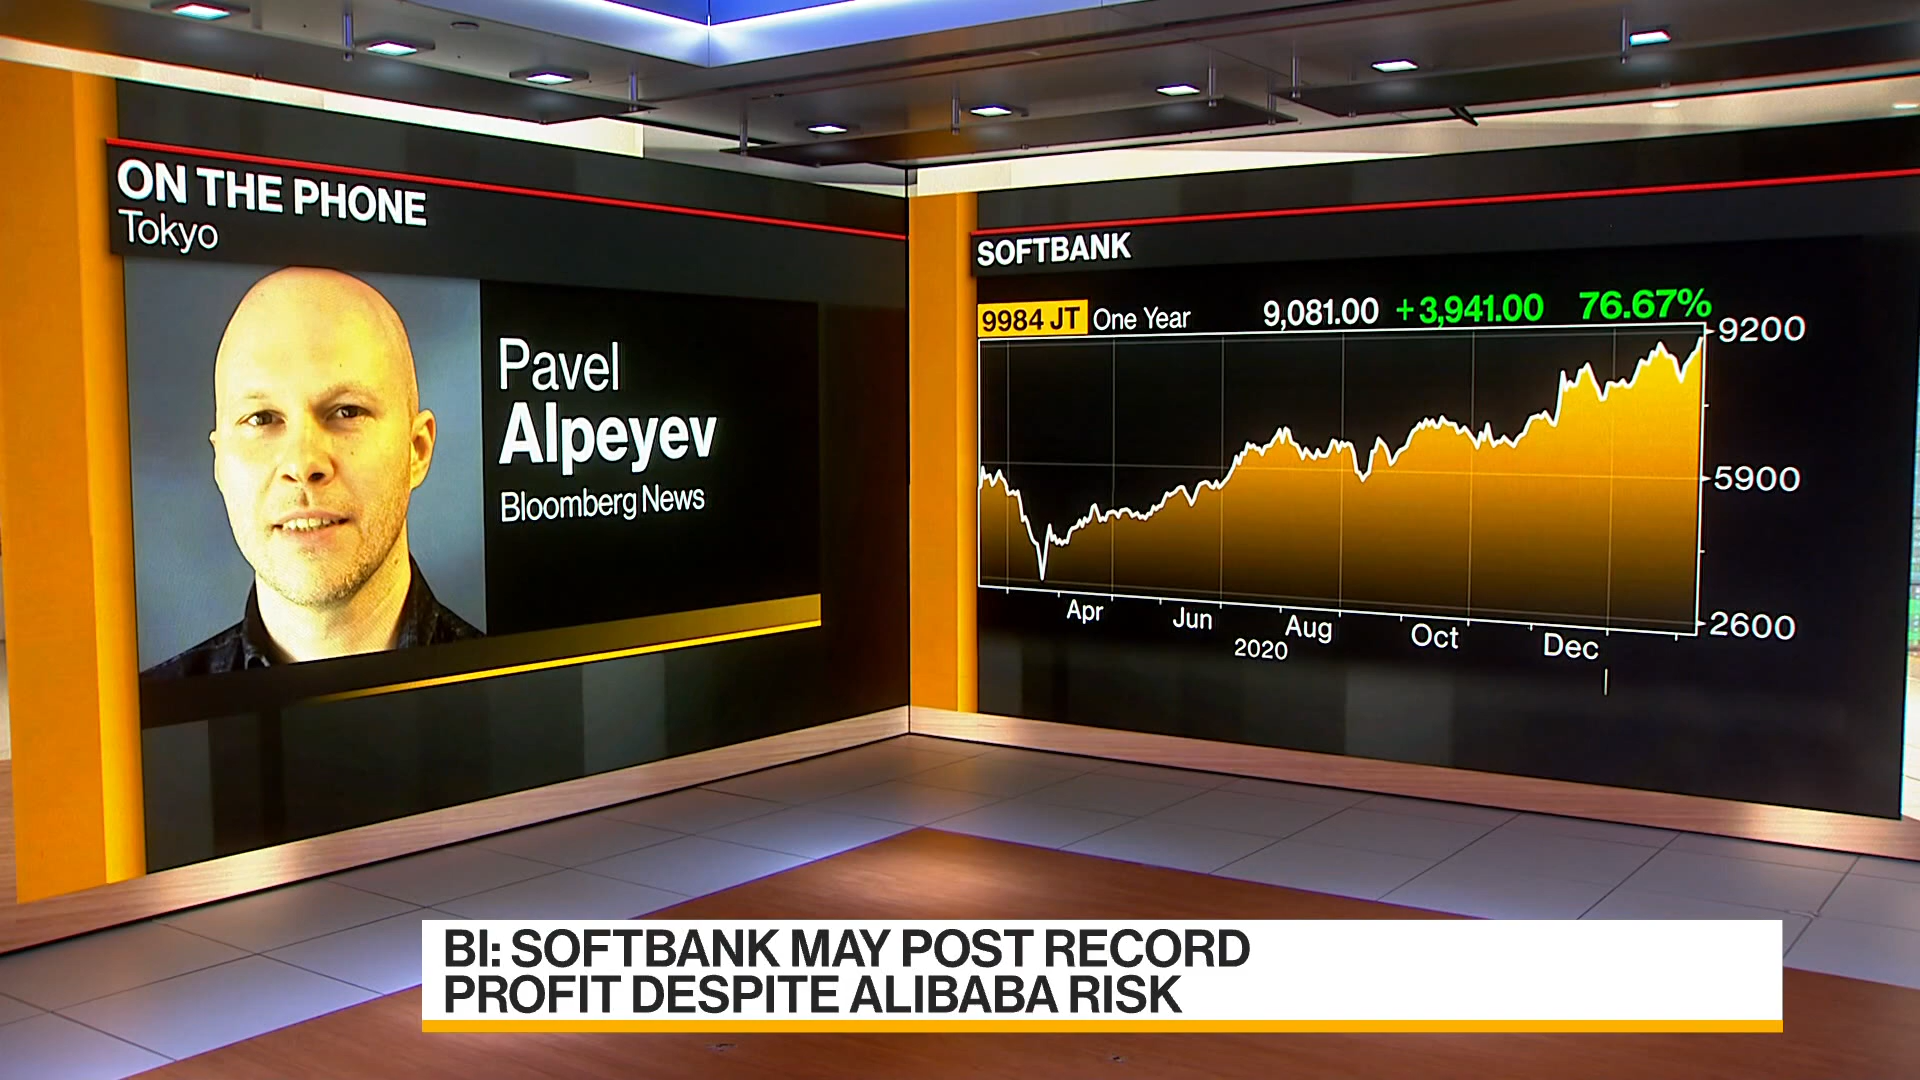 ON THE PHONE
Tokyo
Pavel
Alpeyev
Bloomberg News
SOFTBANK
9984 JT One Year 9,081.00 +3,941.00 76.67%
9200
5900
2600
Apr Jun Aug Oct Dec
2020
BI: SOFTBANK MAY POST RECORD
PROFIT DESPITE ALIBABA RISK